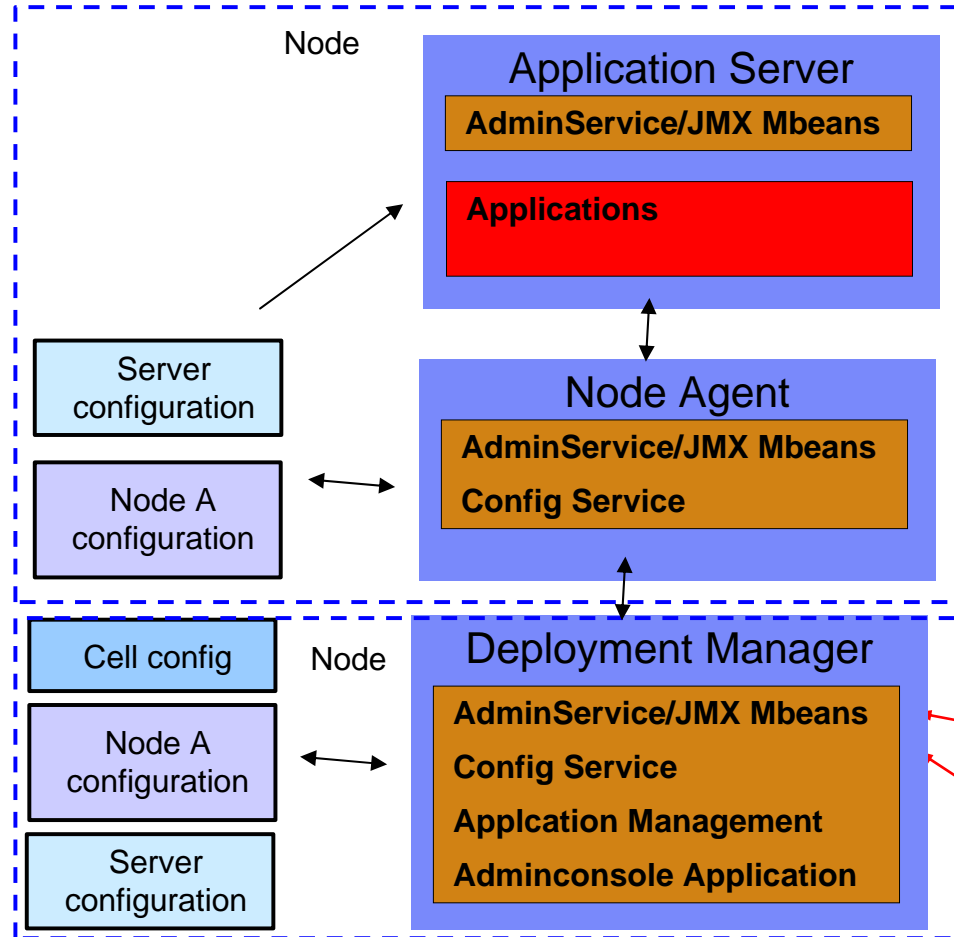 Node
Application Server
AdminService/JMX Mbeans
Applications
Server
configuration
Node Agent
AdminService/JMX Mbeans
Config Service
Node A
configuration
Cell config
Node
Deployment Manager
AdminService/JMX Mbeans
Config Service
Applcation Management
Adminconsole Application
Node A
configuration
Server
configuration